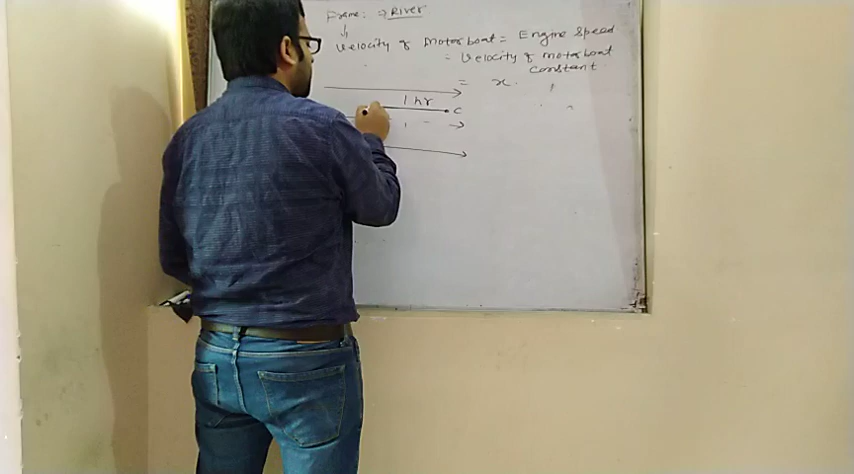 Frame: ⇒ River
↓
velocity of Motorboat = Engine Speed
= velocity of motorboat
constant
= x.
1 hr
C